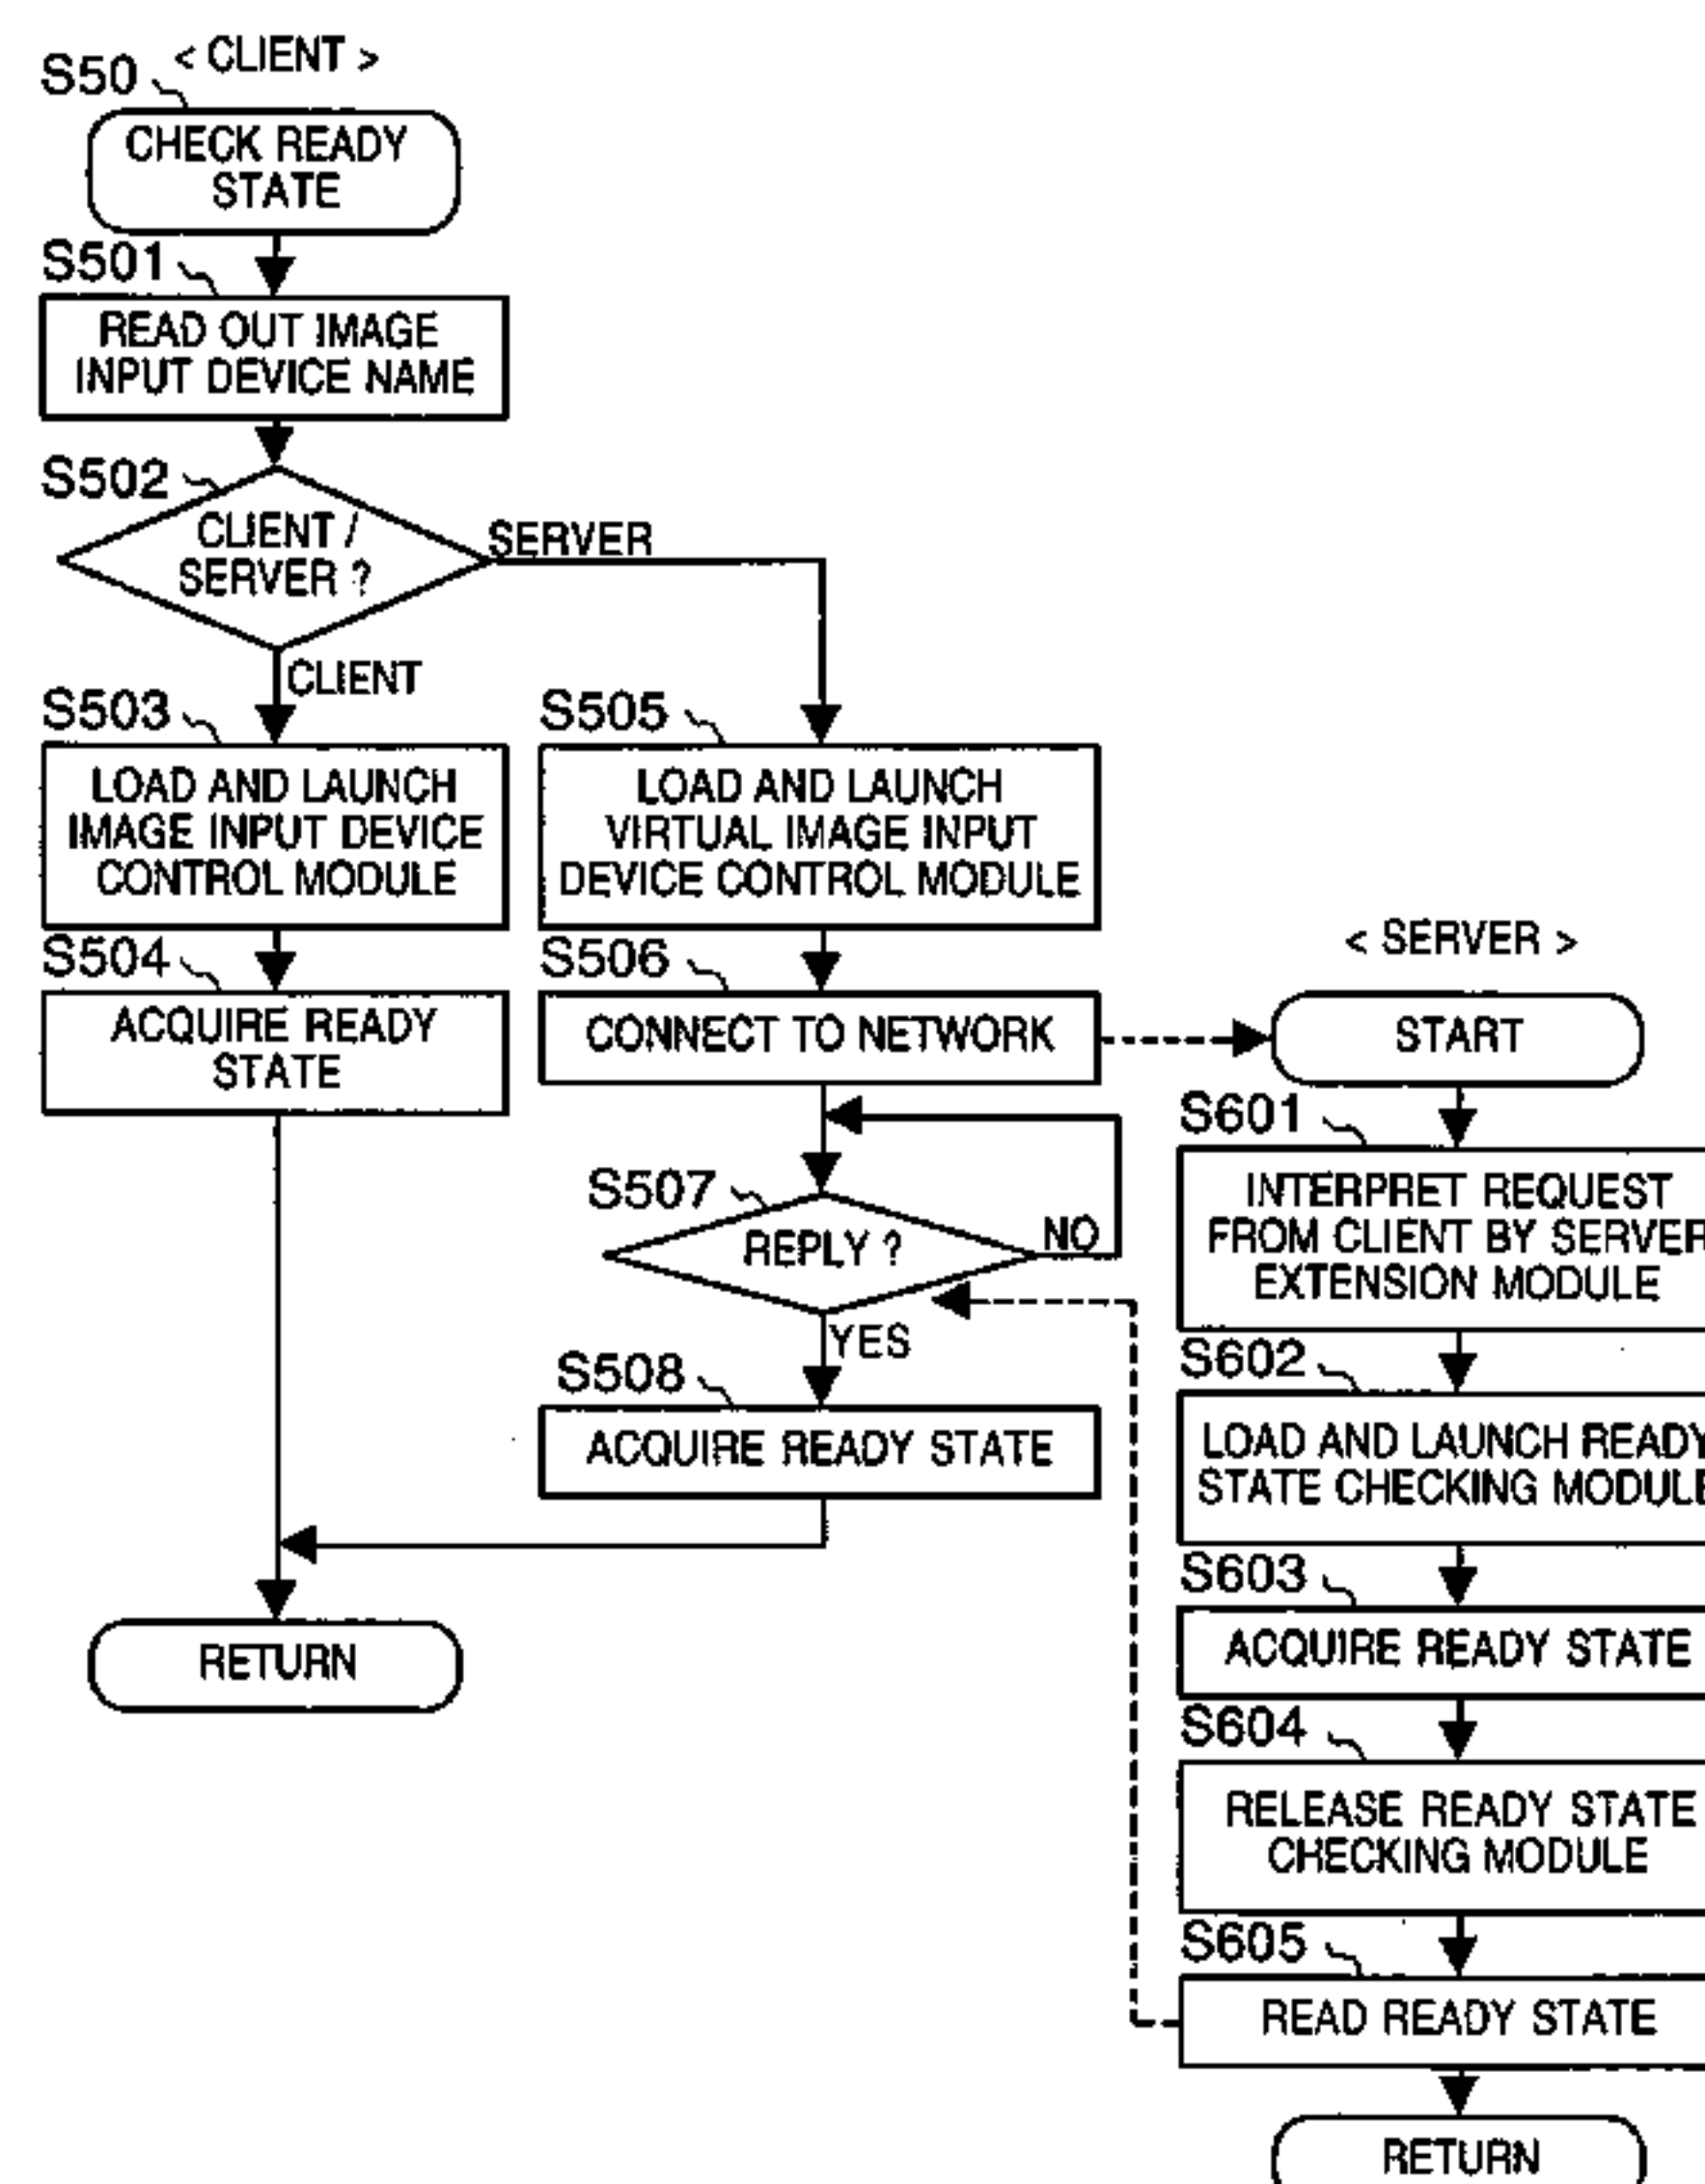 < CLIENT >
S50
CHECK READY
STATE
S501
READ OUT IMAGE
INPUT DEVICE NAME
S502
CLIENT /
SERVER ?
SERVER
CLIENT
S503
LOAD AND LAUNCH
IMAGE INPUT DEVICE
CONTROL MODULE
S504
ACQUIRE READY
STATE
S505
LOAD AND LAUNCH
VIRTUAL IMAGE INPUT
DEVICE CONTROL MODULE
S506
CONNECT TO NETWORK
S507
REPLY ?
NO
YES
S508
ACQUIRE READY STATE
RETURN
< SERVER >
START
S601
INTERPRET REQUEST
FROM CLIENT BY SERVER
EXTENSION MODULE
S602
LOAD AND LAUNCH READY
STATE CHECKING MODULE
S603
ACQUIRE READY STATE
S604
RELEASE READY STATE
CHECKING MODULE
S605
READ READY STATE
RETURN